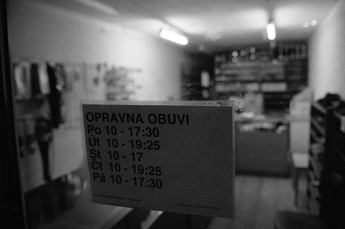 OPRAVNA OBUVI
Po 10 - 17:30
Út 10 - 19:25
St 10 - 17
Čt 10 - 19:25
Pá 10 - 17:30